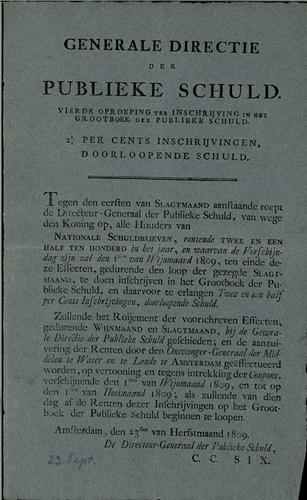 GENERALE DIRECTIE
DER
PUBLIEKE SCHULD.
VIERDE OPROEPING TER INSCHRIJVING IN HET
GROOTBOEK DER PUBLIEKE SCHULD.
2½ PER CENTS INSCHRIJVINGEN,
DOORLOOPENDE SCHULD.
Tegen den eersten van SLAGTMAAND aanstaande roept
de Directeur-Generaal der Publieke Schuld, van wege
den Koning op, alle Houders van
NATIONALE SCHULDBRIEVEN, rentende TWEE EN EEN
HALF TEN HONDERD in het jaar, en waarvan de Verschijn-
dag zijn zal den 1sten van Wijnmaand 1809, ten einde de-
ze Effecten, gedurende den loop der gezegde SLAGT-
MAAND, te doen inschrijven in het Grootboek der Pu-
blieke Schuld, en daarvoor te erlangen Twee en een half
per Cents Inschrijvingen, doorloopende Schuld.
Zullende het Roijement der voorschreven Effecten,
gedurende WIJNMAAND en SLAGTMAAND, bij de Genera-
le Directie der Publieke Schuld geschieden; en de aanzui-
vering der Renten door den Ontvanger-Generaal der Mid-
delen te Water en te Lande te AMSTERDAM geëffectueerd
worden, op vertooning en tegens intrekking der Coupons,
verschijnende den 1sten van Wijnmaand 1809, en tot op
den 1sten van Hooimaand 1809; als zullende van dien
dag af de Renten dezer Inschrijvingen op het Groot-
boek der Publieke Schuld beginnen te loopen.
Amsterdam, den 23sten van Herfstmaand 1809.
De Directeur-Generaal der Publieke Schuld,
23 Sept.
C. C. SIX.